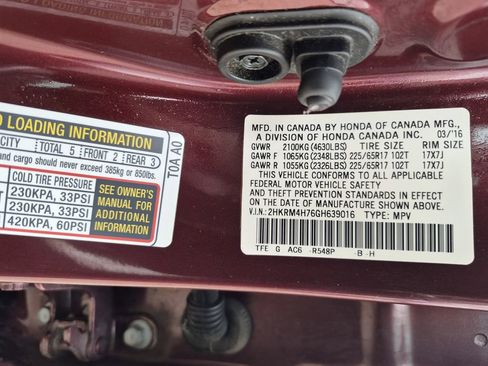 O LOADING INFORMATION
TOTAL 5 FRONT 2 REAR 3
and cargo should never exceed 385kg or 850lbs.
COLD TIRE PRESSURE
230KPA, 33PSI
230KPA, 33PSI
420KPA, 60PSI
SEE OWNER'S
MANUAL FOR
ADDITIONAL
INFORMATION
T0A A0
MFD. IN CANADA BY HONDA OF CANADA MFG.,
A DIVISION OF HONDA CANADA INC. 03/16
GVWR 2100KG (4630LBS) TIRE SIZE RIM SIZE
GAWR F 1065KG (2348LBS) 225/65R17 102T 17X7J
GAWR R 1055KG (2326LBS) 225/65R17 102T 17X7J
THIS VEHICLE CONFORMS TO ALL APPLICABLE
FEDERAL MOTOR VEHICLE SAFETY
AND THEFT PREVENTION STANDARDS IN EFFECT
ON THE DATE OF MANUFACTURE SHOWN ABOVE.
V.I.N.: 2HKRM4H76GH639016 TYPE: MPV
TFE G AC6 -R548P -B -H